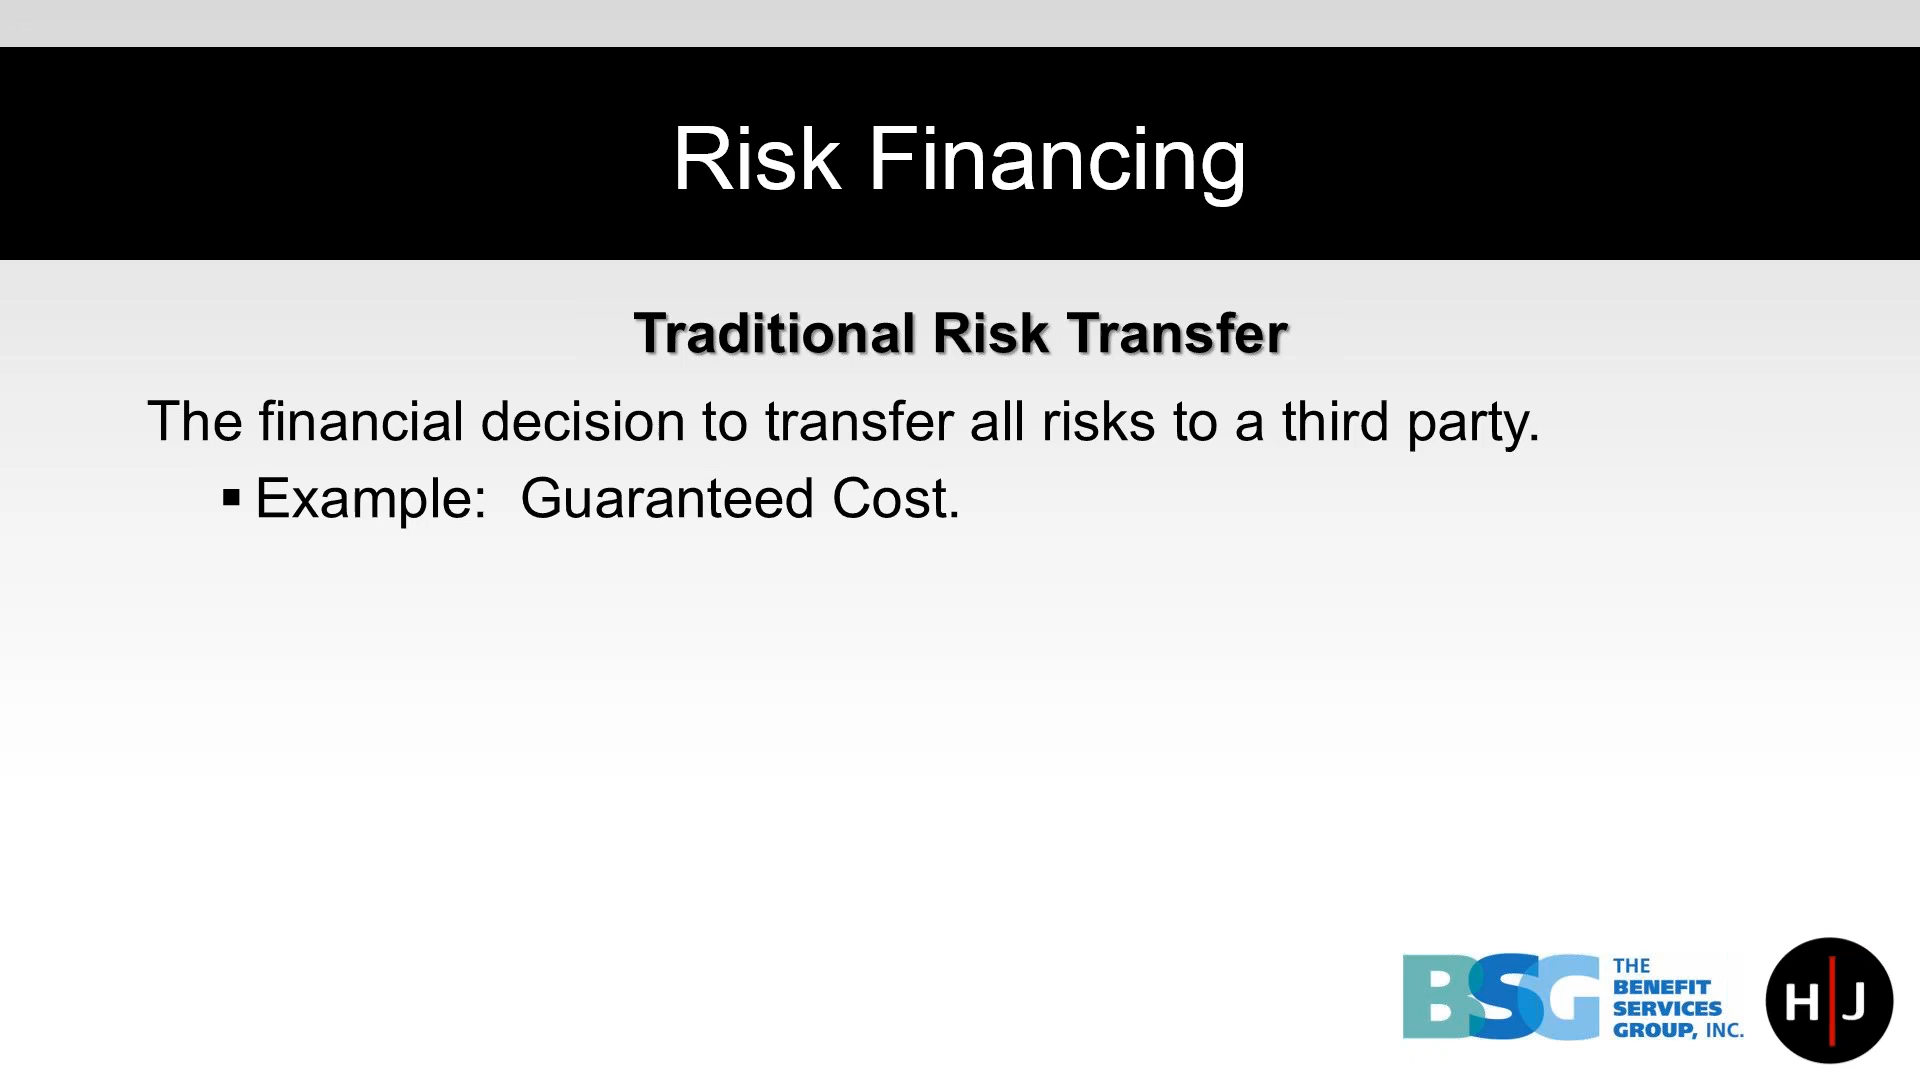 Risk Financing
Traditional Risk Transfer
The financial decision to transfer all risks to a third party.
▪ Example:  Guaranteed Cost.
BSG
THE
BENEFIT
SERVICES
GROUP, INC.
H|J